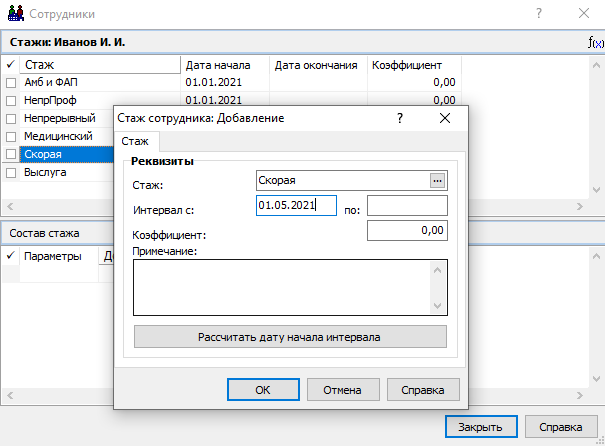 Сотрудники
Стажи: Иванов И. И.
f(x)
Стаж Дата начала Дата окончания Коэффициент
Амб и ФАП 01.01.2021 0,00
НепрПроф 01.01.2021 0,00
Непрерывный
Медицинский
Скорая
Выслуга
Стаж сотрудника: Добавление ?
Стаж
Реквизиты
Стаж: Скорая ...
Интервал с: 01.05.2021 по:
Коэффициент: 0,00
Примечание:
Рассчитать дату начала интервала
ОК Отмена Справка
Состав стажа
Параметры
Закрыть Справка